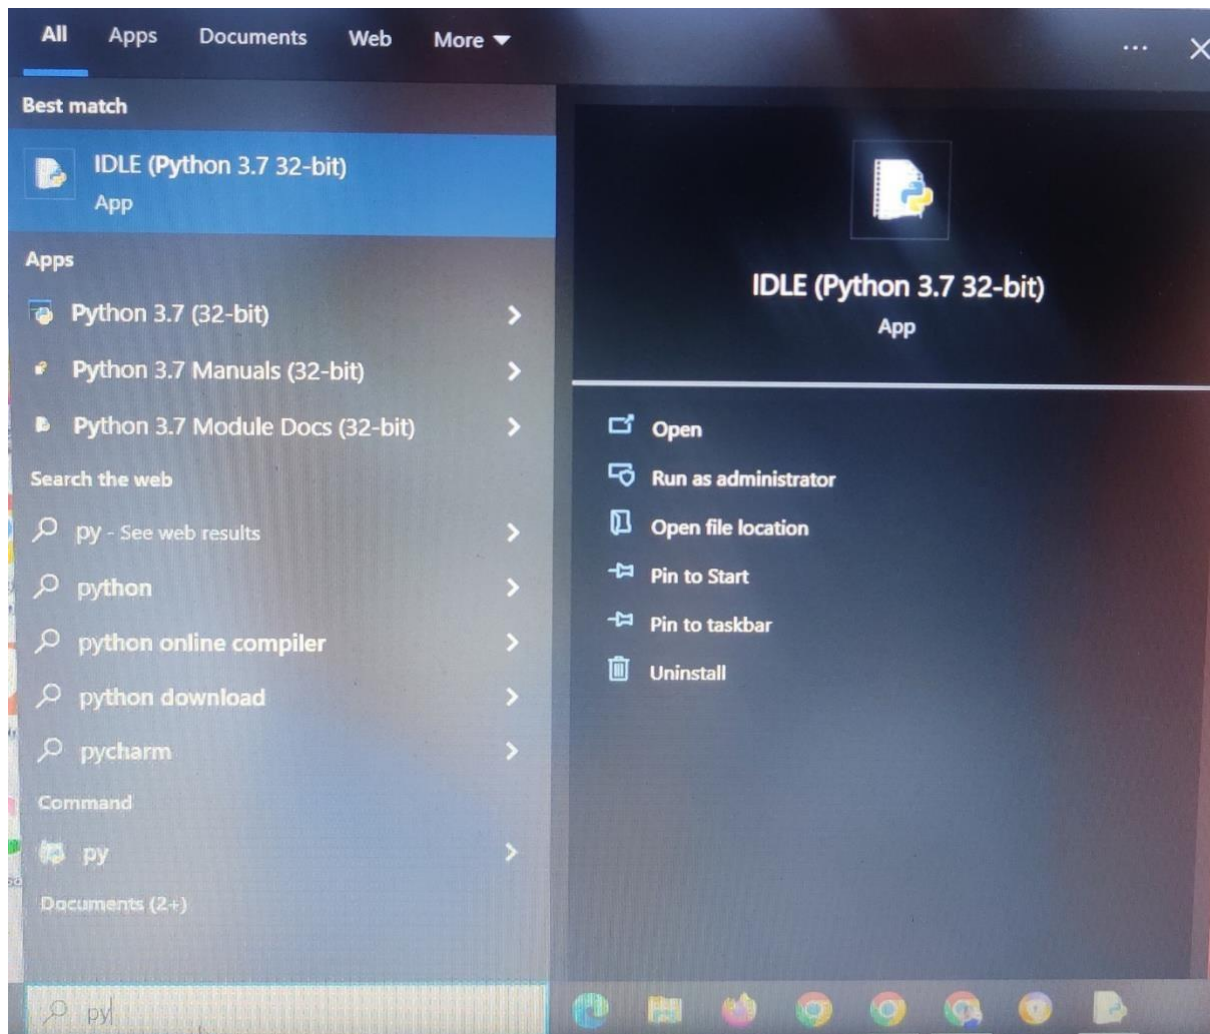 All Apps Documents Web More
Best match
IDLE (Python 3.7 32-bit)
App
Apps
Python 3.7 (32-bit)
Python 3.7 Manuals (32-bit)
Python 3.7 Module Docs (32-bit)
Search the web
py - See web results
python
python online compiler
python download
pycharm
Command
py
Documents (2+)
py
IDLE (Python 3.7 32-bit)
App
Open
Run as administrator
Open file location
Pin to Start
Pin to taskbar
Uninstall